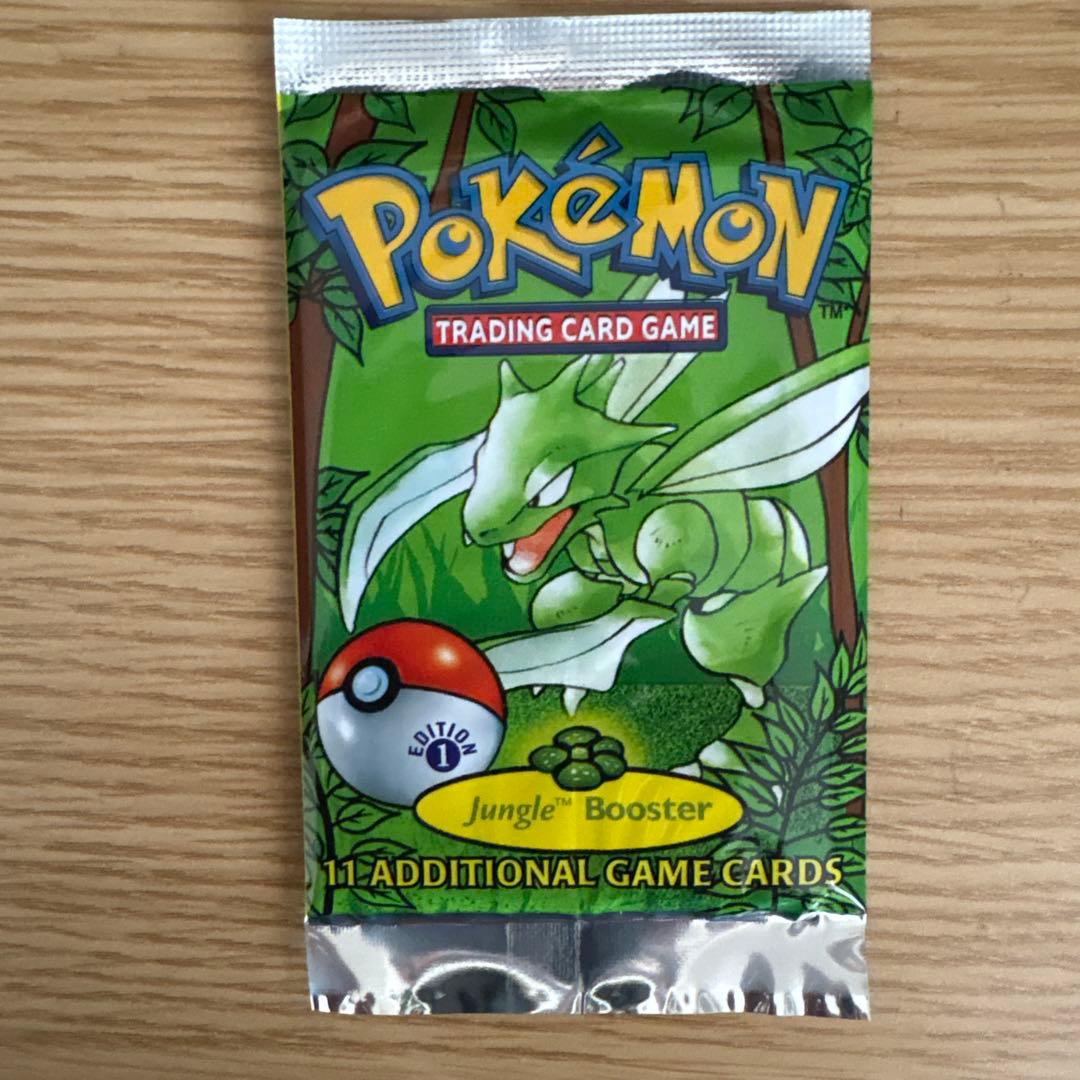 POKéMON
TM
TRADING CARD GAME
EDITION
1
Jungle™ Booster
11 ADDITIONAL GAME CARDS